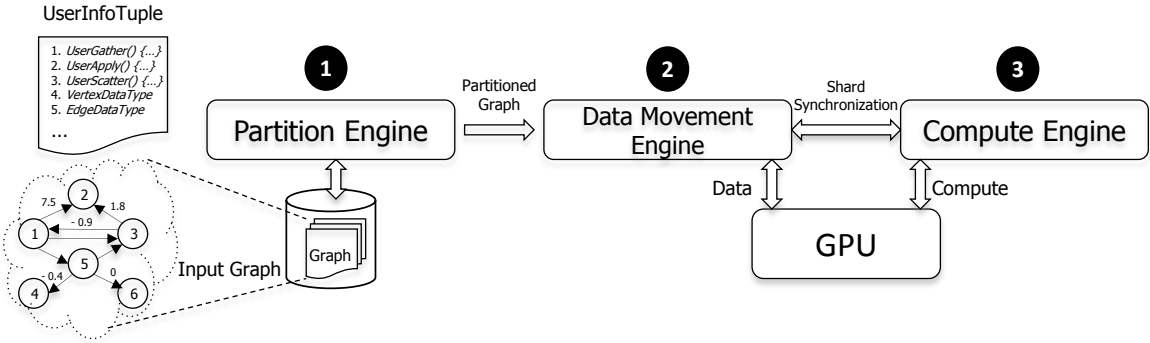 UserInfoTuple
1. UserGather() {...}
2. UserApply() {...}
3. UserScatter() {...}
4. VertexDataType
5. EdgeDataType
...
1
2
3
Partition Engine
Partitioned
Graph
Data Movement
Engine
Shard
Synchronization
Compute Engine
Data
Compute
GPU
Input Graph
Graph
2
7.5
1.8
- 0.9
1
3
5
- 0.4
0
4
6